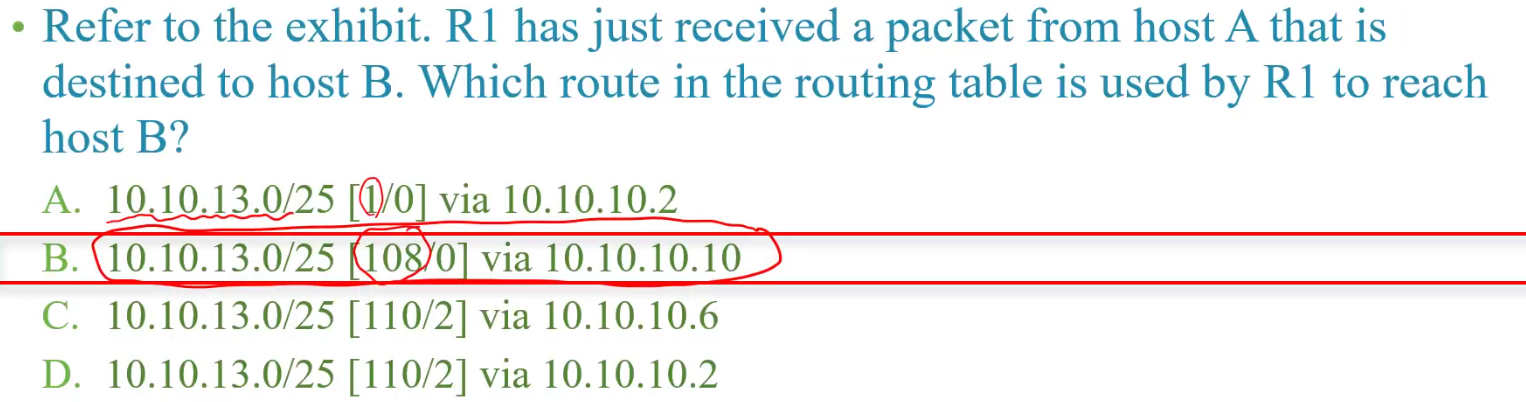 • Refer to the exhibit. R1 has just received a packet from host A that is
destined to host B. Which route in the routing table is used by R1 to reach
host B?
A. 10.10.13.0/25 [1/0] via 10.10.10.2
B. 10.10.13.0/25 [108/0] via 10.10.10.10
C. 10.10.13.0/25 [110/2] via 10.10.10.6
D. 10.10.13.0/25 [110/2] via 10.10.10.2